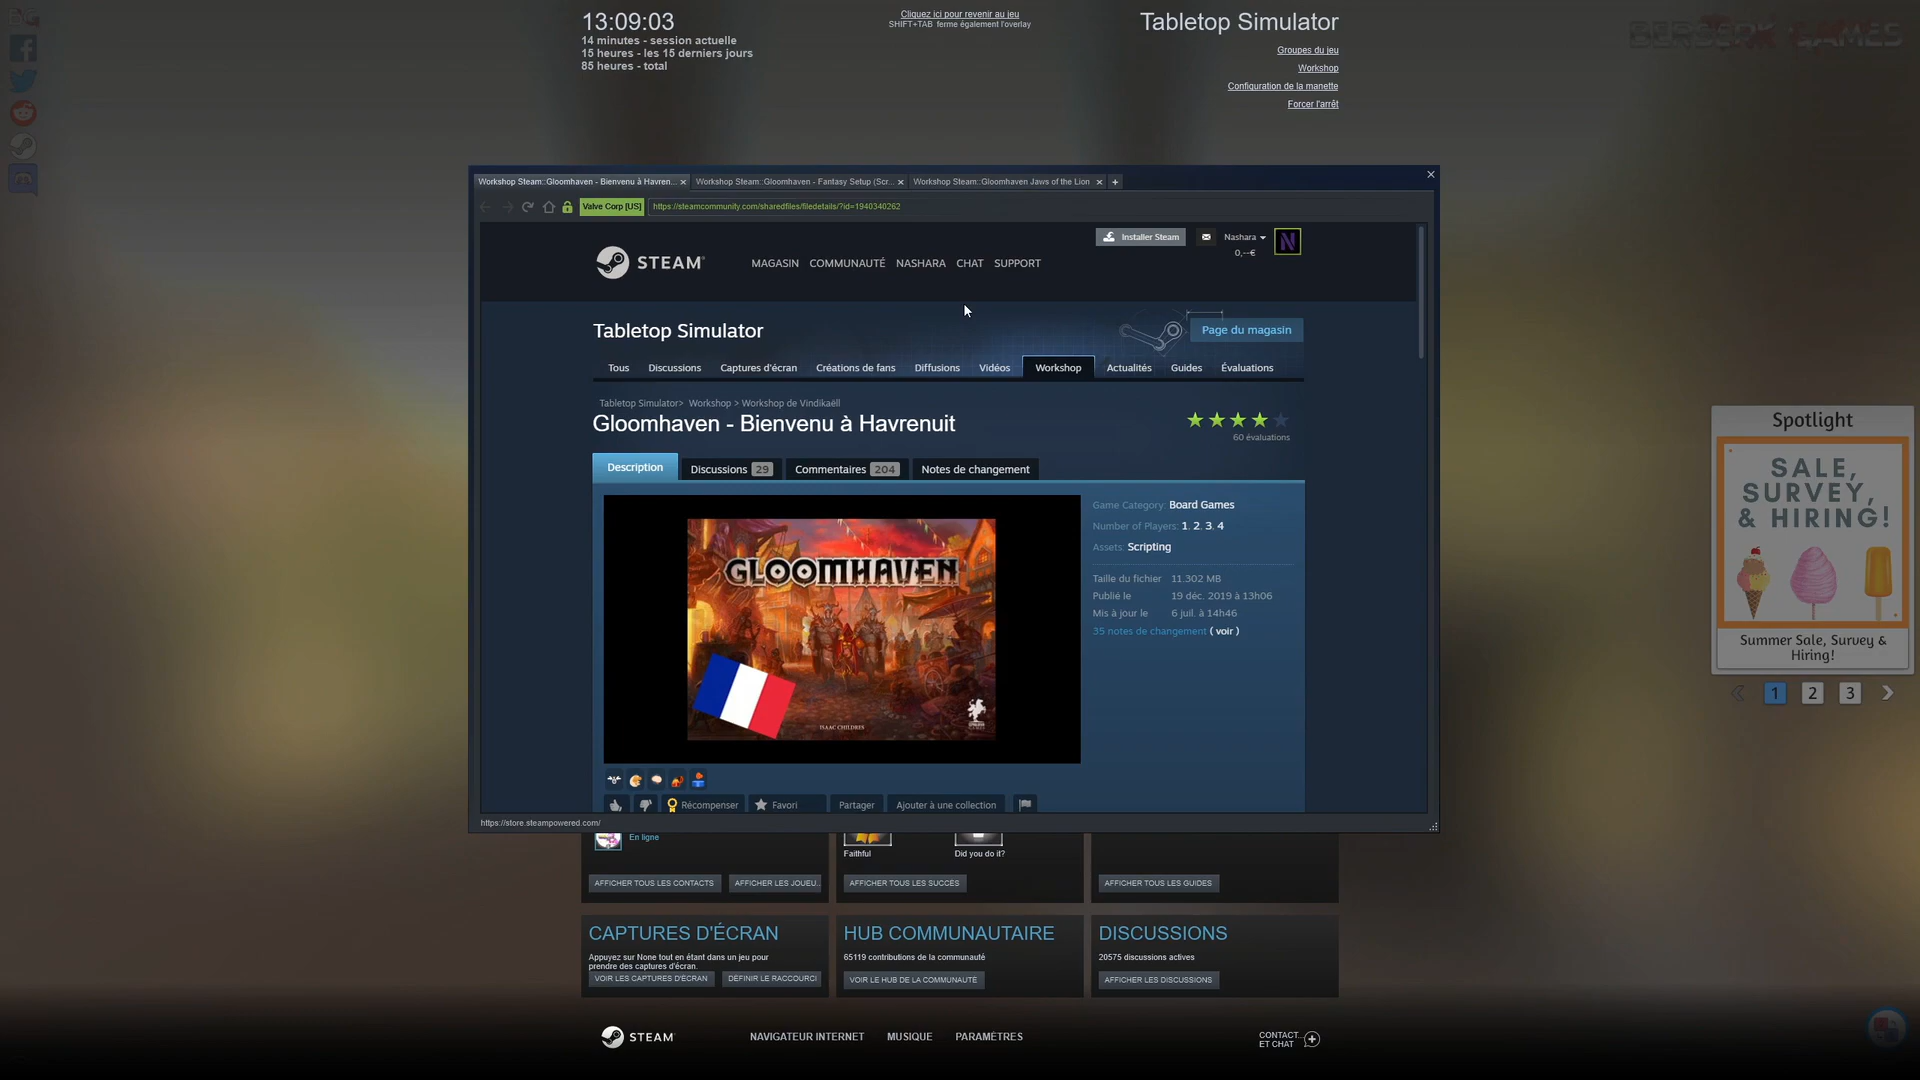 13:09:03
14 minutes - session actuelle
15 heures - les 15 derniers jours
85 heures - total
Cliquez ici pour revenir au jeu
SHIFT+TAB ferme également l'overlay
Tabletop Simulator
Groupes du jeu
Workshop
Configuration de la manette
Forcer l'arrêt
BERSERK GAMES
Workshop Steam::Gloomhaven - Bienvenu à Havren...
Workshop Steam::Gloomhaven - Fantasy Setup (Scr...
Workshop Steam::Gloomhaven Jaws of the Lion
Valve Corp [US]
https://steamcommunity.com/sharedfiles/filedetails/?id=1940340262
Installer Steam
Nashara
0,--€
STEAM
MAGASIN COMMUNAUTÉ NASHARA CHAT SUPPORT
Tabletop Simulator
Page du magasin
Tous Discussions Captures d'écran Créations de fans Diffusions Vidéos Workshop Actualités Guides Évaluations
Tabletop Simulator> Workshop > Workshop de Vindikaëll
Gloomhaven - Bienvenu à Havrenuit
60 évaluations
Description Discussions 29 Commentaires 204 Notes de changement
GLOOMHAVEN
ISAAC CHILDRES
Game Category: Board Games
Number of Players: 1, 2, 3, 4
Assets: Scripting
Taille du fichier 11.302 MB
Publié le 19 déc. 2019 à 13h06
Mis à jour le 6 juil. à 14h46
35 notes de changement ( voir )
Récompenser Favori Partager Ajouter à une collection
https://store.steampowered.com/
Spotlight
SALE,
SURVEY,
& HIRING!
Summer Sale, Survey &
Hiring!
1 2 3
En ligne
Faithful
Did you do it?
AFFICHER TOUS LES CONTACTS
AFFICHER LES JOUEU...
AFFICHER TOUS LES SUCCÈS
AFFICHER TOUS LES GUIDES
CAPTURES D'ÉCRAN
Appuyez sur None tout en étant dans un jeu pour
prendre des captures d'écran.
VOIR LES CAPTURES D'ÉCRAN
DÉFINIR LE RACCOURCI
HUB COMMUNAUTAIRE
65119 contributions de la communauté
VOIR LE HUB DE LA COMMUNAUTÉ
DISCUSSIONS
20575 discussions actives
AFFICHER LES DISCUSSIONS
STEAM
NAVIGATEUR INTERNET MUSIQUE PARAMÈTRES
CONTACT...
ET CHAT